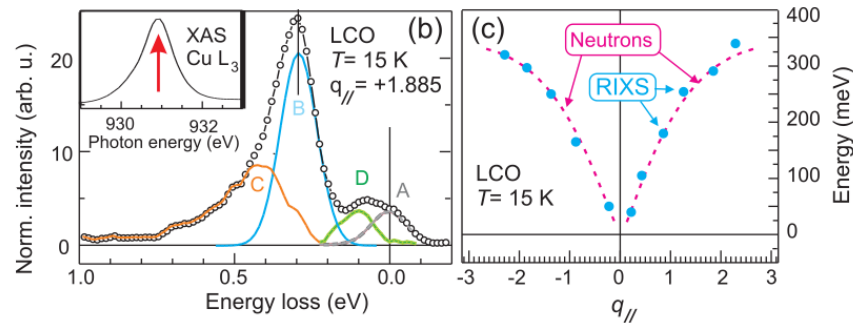 (b)
XAS
Cu L3
930 932
Photon energy (eV)
LCO
T= 15 K
q// = +1.885
B
C
D
A
20
10
0
Norm. intensity (arb. u.)
1.0 0.5 0.0
Energy loss (eV)
(c)
Neutrons
RIXS
LCO
T= 15 K
400
300
200
100
0
Energy (meV)
-3 -2 -1 0 1 2 3
q//